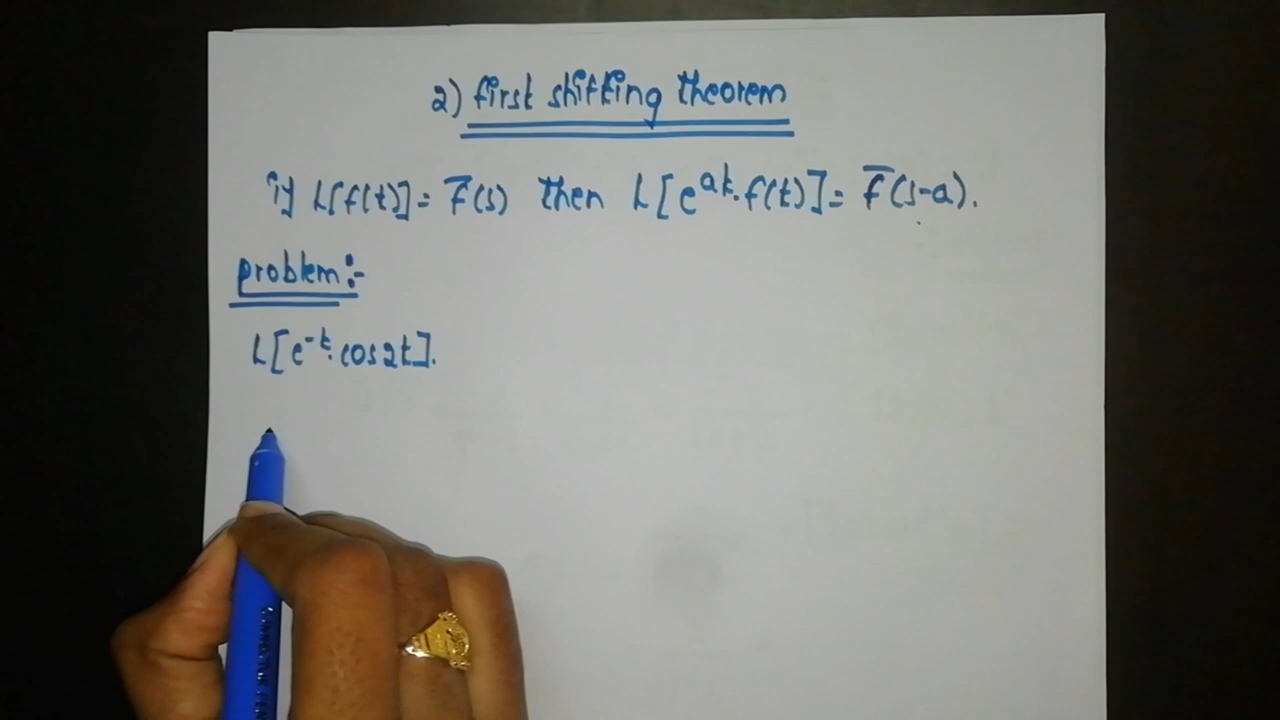 2) first shifting theorem
if L[f(t)] = f̅(s) then L[e^at. f(t)] = f̅(s-a).
problem:-
L[e^-t. cos2t].